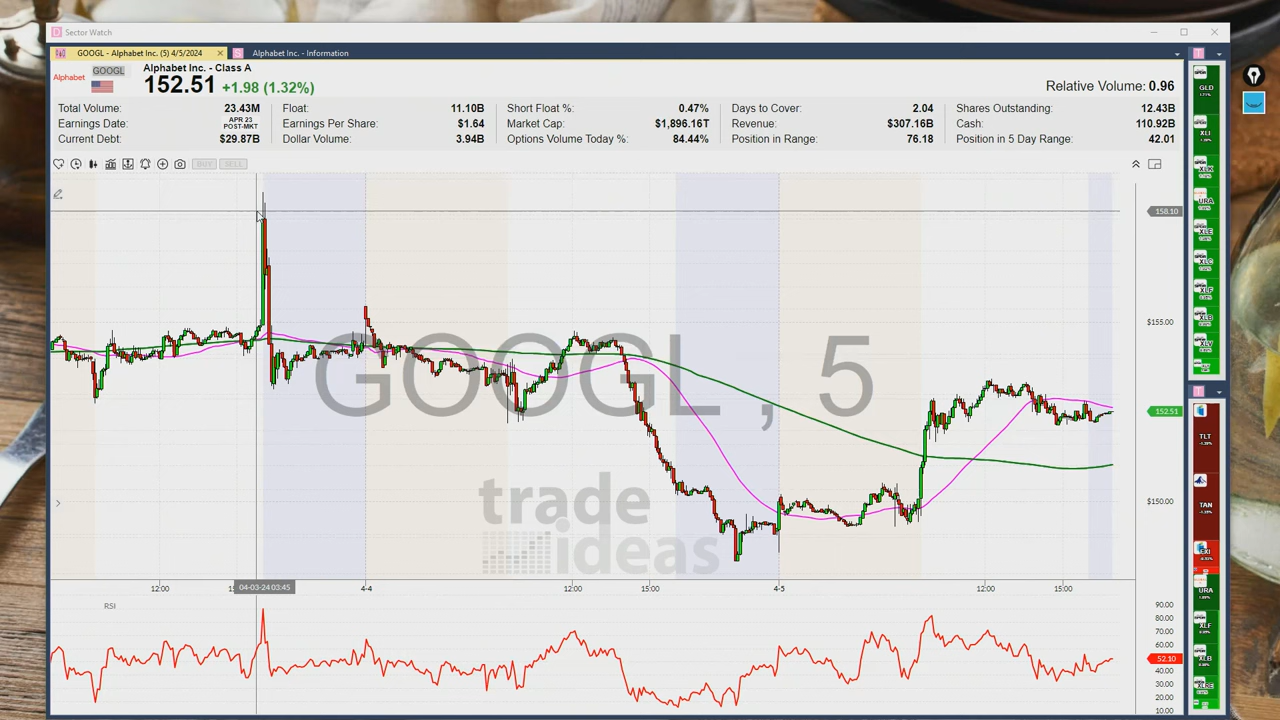 Sector Watch
GOOGL - Alphabet Inc. (5) 4/5/2024
Alphabet Inc. - Information
Alphabet
GOOGL
Alphabet Inc. - Class A
152.51 +1.98 (1.32%)
Relative Volume: 0.96
Total Volume: 23.43M
Float: 11.10B
Short Float %: 0.47%
Days to Cover: 2.04
Shares Outstanding: 12.43B
Earnings Date: APR 23 POST-MKT
Earnings Per Share: $1.64
Market Cap: $1,896.16T
Revenue: $307.16B
Cash: 110.92B
Current Debt: $29.87B
Dollar Volume: 3.94B
Options Volume Today %: 84.44%
Position in Range: 76.18
Position in 5 Day Range: 42.01
BUY SELL
158.10
$155.00
152.51
$150.00
GOOGL , 5
trade
ideas
12:00 04-03-24 03:45 4-4 12:00 15:00 4-5 12:00 15:00
RSI
90.00
80.00
70.00
60.00
52.10
40.00
30.00
20.00
10.00
GLD
XLI
XLK
URA
XLE
XLC
XLF
XLB
XLV
TLT
TAN
EXI
URA
XLF
XLB
XLRE